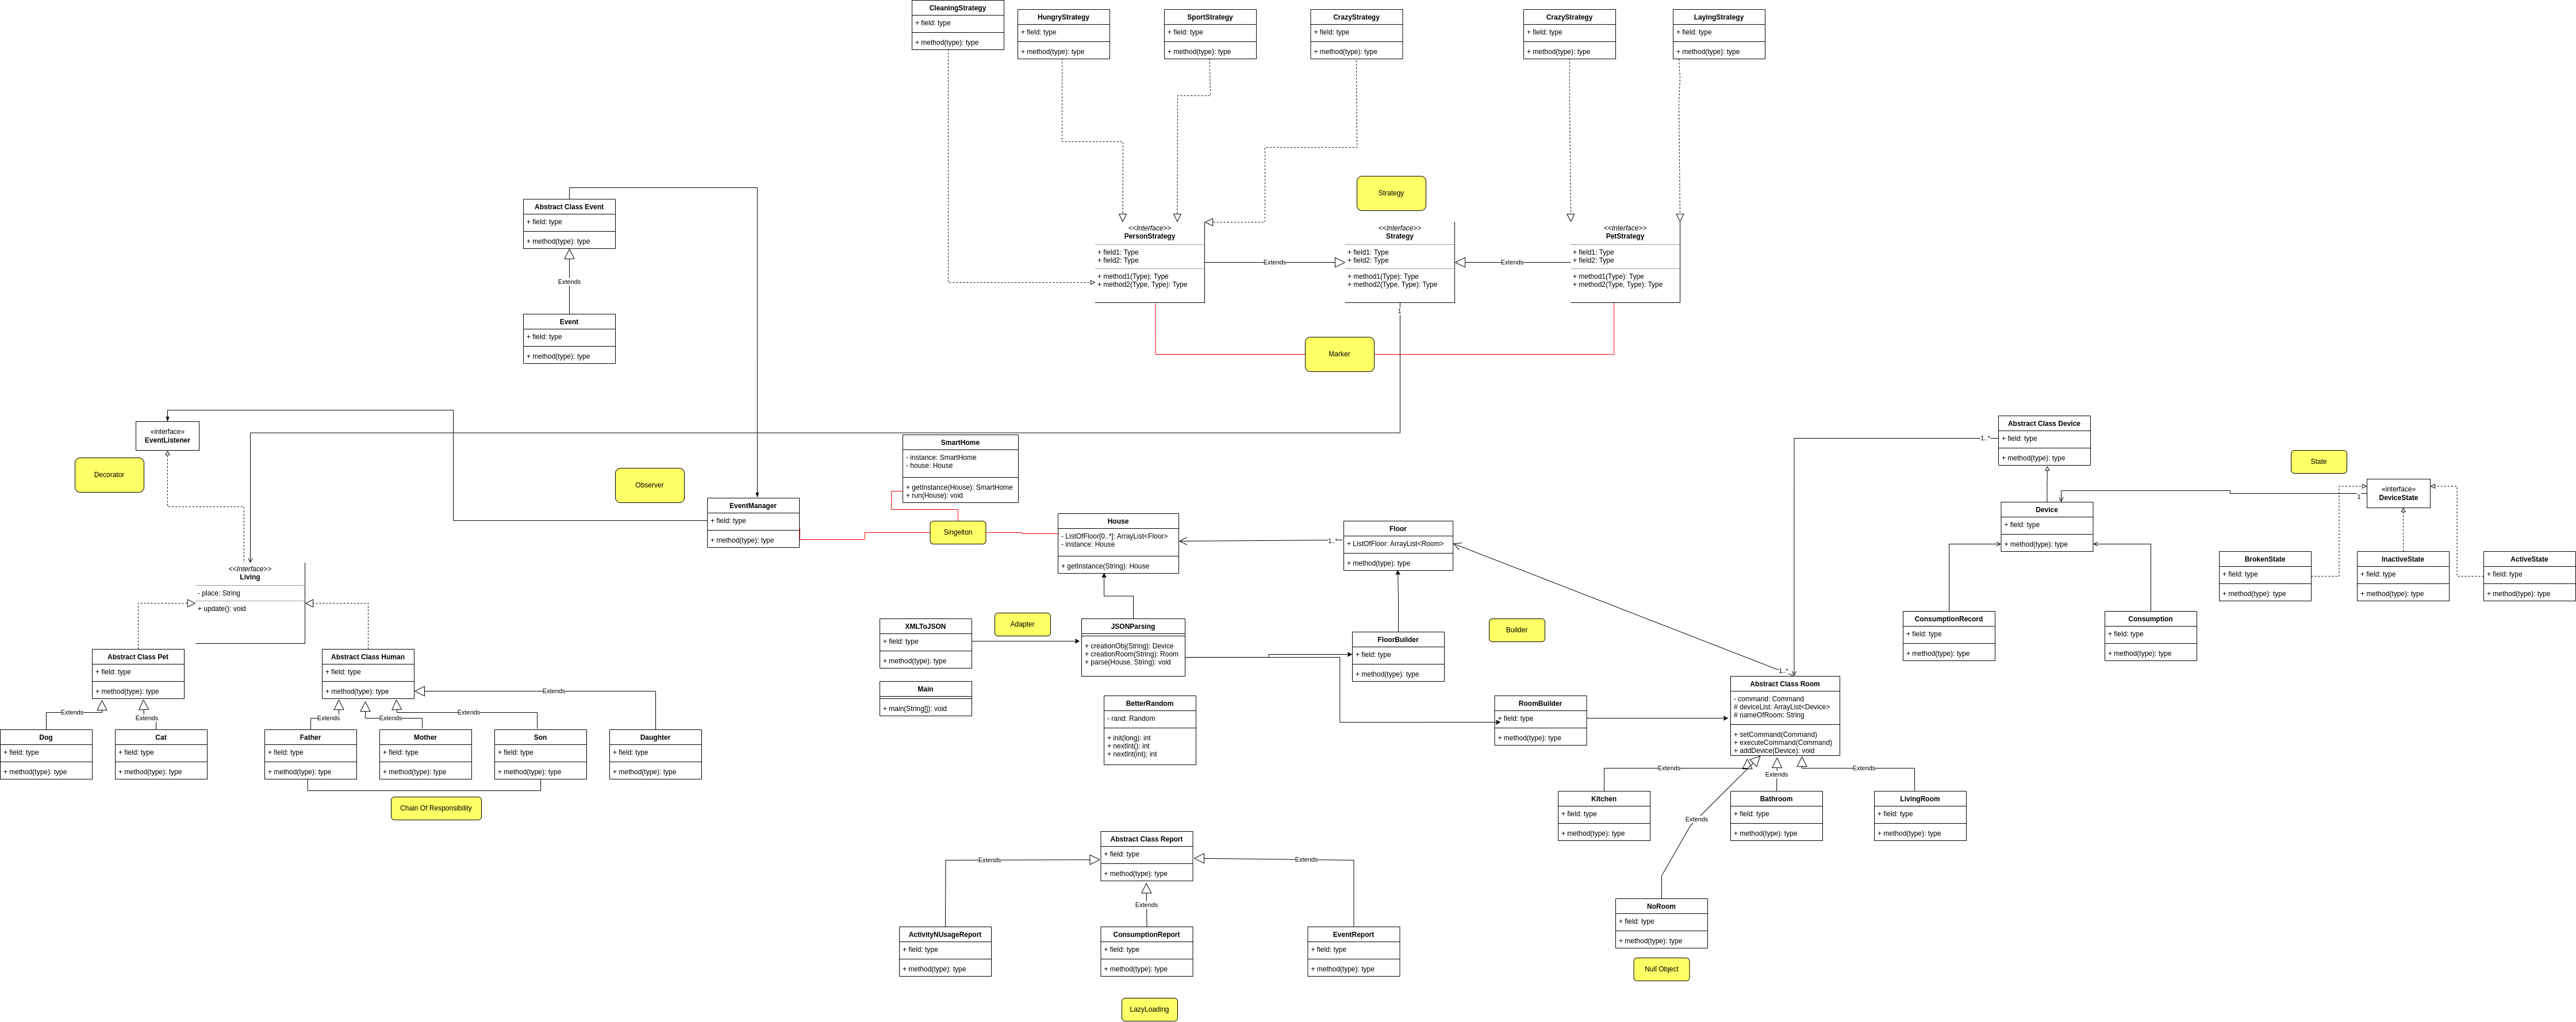 CleaningStrategy
+ field: type
+ method(type): type
HungryStrategy
+ field: type
+ method(type): type
SportStrategy
+ field: type
+ method(type): type
CrazyStrategy
+ field: type
+ method(type): type
CrazyStrategy
+ field: type
+ method(type): type
LayingStrategy
+ field: type
+ method(type): type
Strategy
Abstract Class Event
+ field: type
+ method(type): type
Extends
Event
+ field: type
+ method(type): type
<<Interface>>
PersonStrategy
+ field1: Type
+ field2: Type
+ method1(Type): Type
+ method2(Type, Type): Type
Extends
<<Interface>>
Strategy
+ field1: Type
+ field2: Type
+ method1(Type): Type
+ method2(Type, Type): Type
1
Extends
<<Interface>>
PetStrategy
+ field1: Type
+ field2: Type
+ method1(Type): Type
+ method2(Type, Type): Type
Marker
«interface»
EventListener
Decorator
Observer
EventManager
+ field: type
+ method(type): type
SmartHome
- instance: SmartHome
- house: House
+ getInstance(House): SmartHome
+ run(House): void
Singelton
House
- ListOfFloor[0..*]: ArrayList<Floor>
- instance: House
+ getInstance(String): House
1..*
Floor
+ ListOfFloor: ArrayList<Room>
+ method(type): type
1..*
Abstract Class Device
+ field: type
+ method(type): type
State
«interface»
DeviceState
1
Device
+ field: type
+ method(type): type
BrokenState
+ field: type
+ method(type): type
InactiveState
+ field: type
+ method(type): type
ActiveState
+ field: type
+ method(type): type
ConsumptionRecord
+ field: type
+ method(type): type
Consumption
+ field: type
+ method(type): type
<<Interface>>
Living
- place: String
+ update(): void
Abstract Class Pet
+ field: type
+ method(type): type
Abstract Class Human
+ field: type
+ method(type): type
Extends
Extends
Extends
Extends
Extends
Extends
Dog
+ field: type
+ method(type): type
Cat
+ field: type
+ method(type): type
Father
+ field: type
+ method(type): type
Mother
+ field: type
+ method(type): type
Son
+ field: type
+ method(type): type
Daughter
+ field: type
+ method(type): type
Chain Of Responsibility
XMLToJSON
+ field: type
+ method(type): type
Adapter
JSONParsing
+ creationObj(String): Device
+ creationRoom(String): Room
+ parse(House, String): void
Main
+ main(String[]): void
BetterRandom
- rand: Random
+ init(long): int
+ nextInt(): int
+ nextInt(int); int
FloorBuilder
+ field: type
+ method(type): type
Builder
RoomBuilder
+ field: type
+ method(type): type
1..*
Abstract Class Room
- command: Command
# deviceList: ArrayList<Device>
# nameOfRoom: String
+ setCommand(Command)
+ executeCommand(Command)
+ addDevice(Device): void
Extends
Extends
Extends
Extends
Kitchen
+ field: type
+ method(type): type
Bathroom
+ field: type
+ method(type): type
LivingRoom
+ field: type
+ method(type): type
NoRoom
+ field: type
+ method(type): type
Null Object
Abstract Class Report
+ field: type
+ method(type): type
Extends
Extends
Extends
ActivityNUsageReport
+ field: type
+ method(type): type
ConsumptionReport
+ field: type
+ method(type): type
EventReport
+ field: type
+ method(type): type
LazyLoading